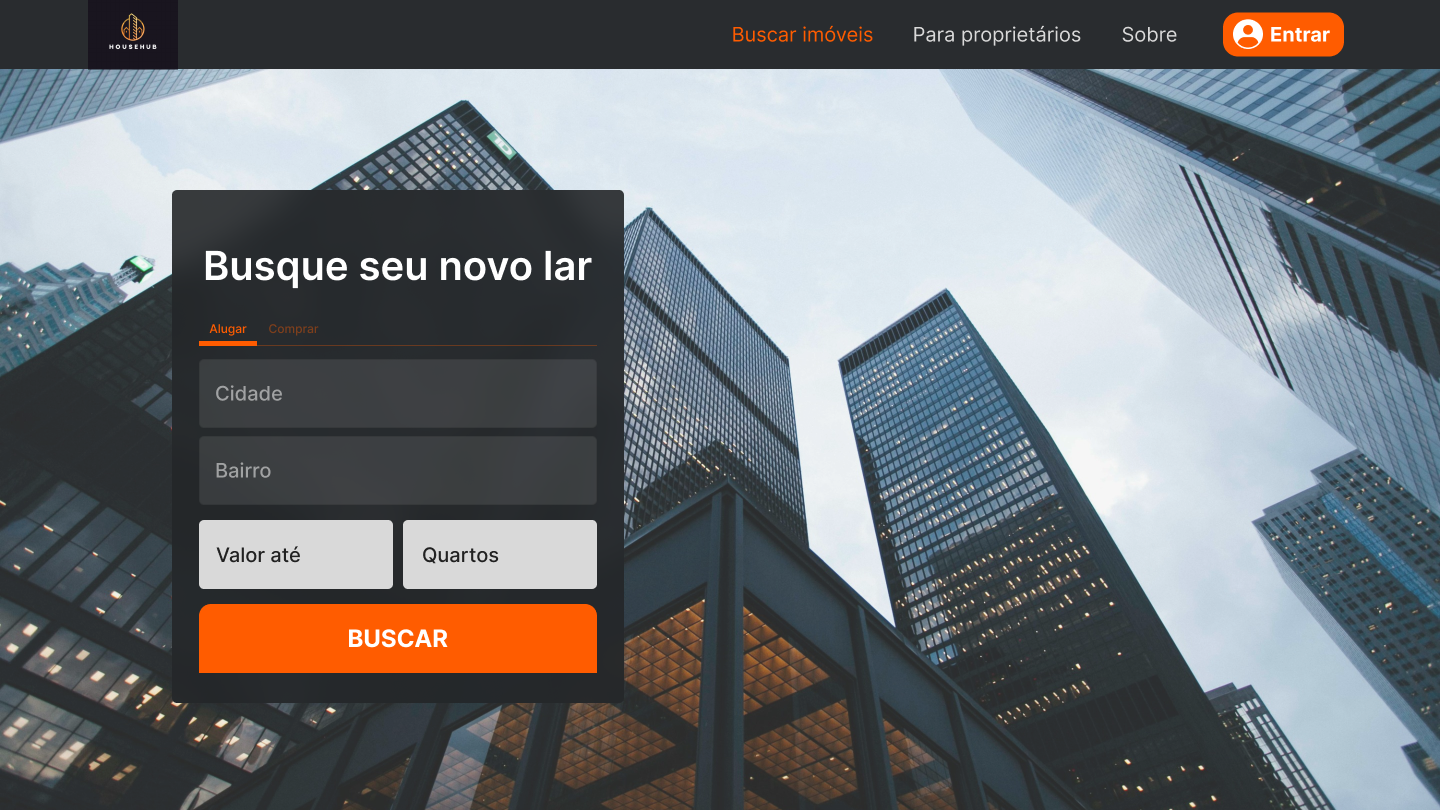 HOUSEHUB
Buscar imóveis
Para proprietários
Sobre
Entrar
TD
Busque seu novo lar
Alugar
Comprar
Cidade
Bairro
Valor até
Quartos
BUSCAR